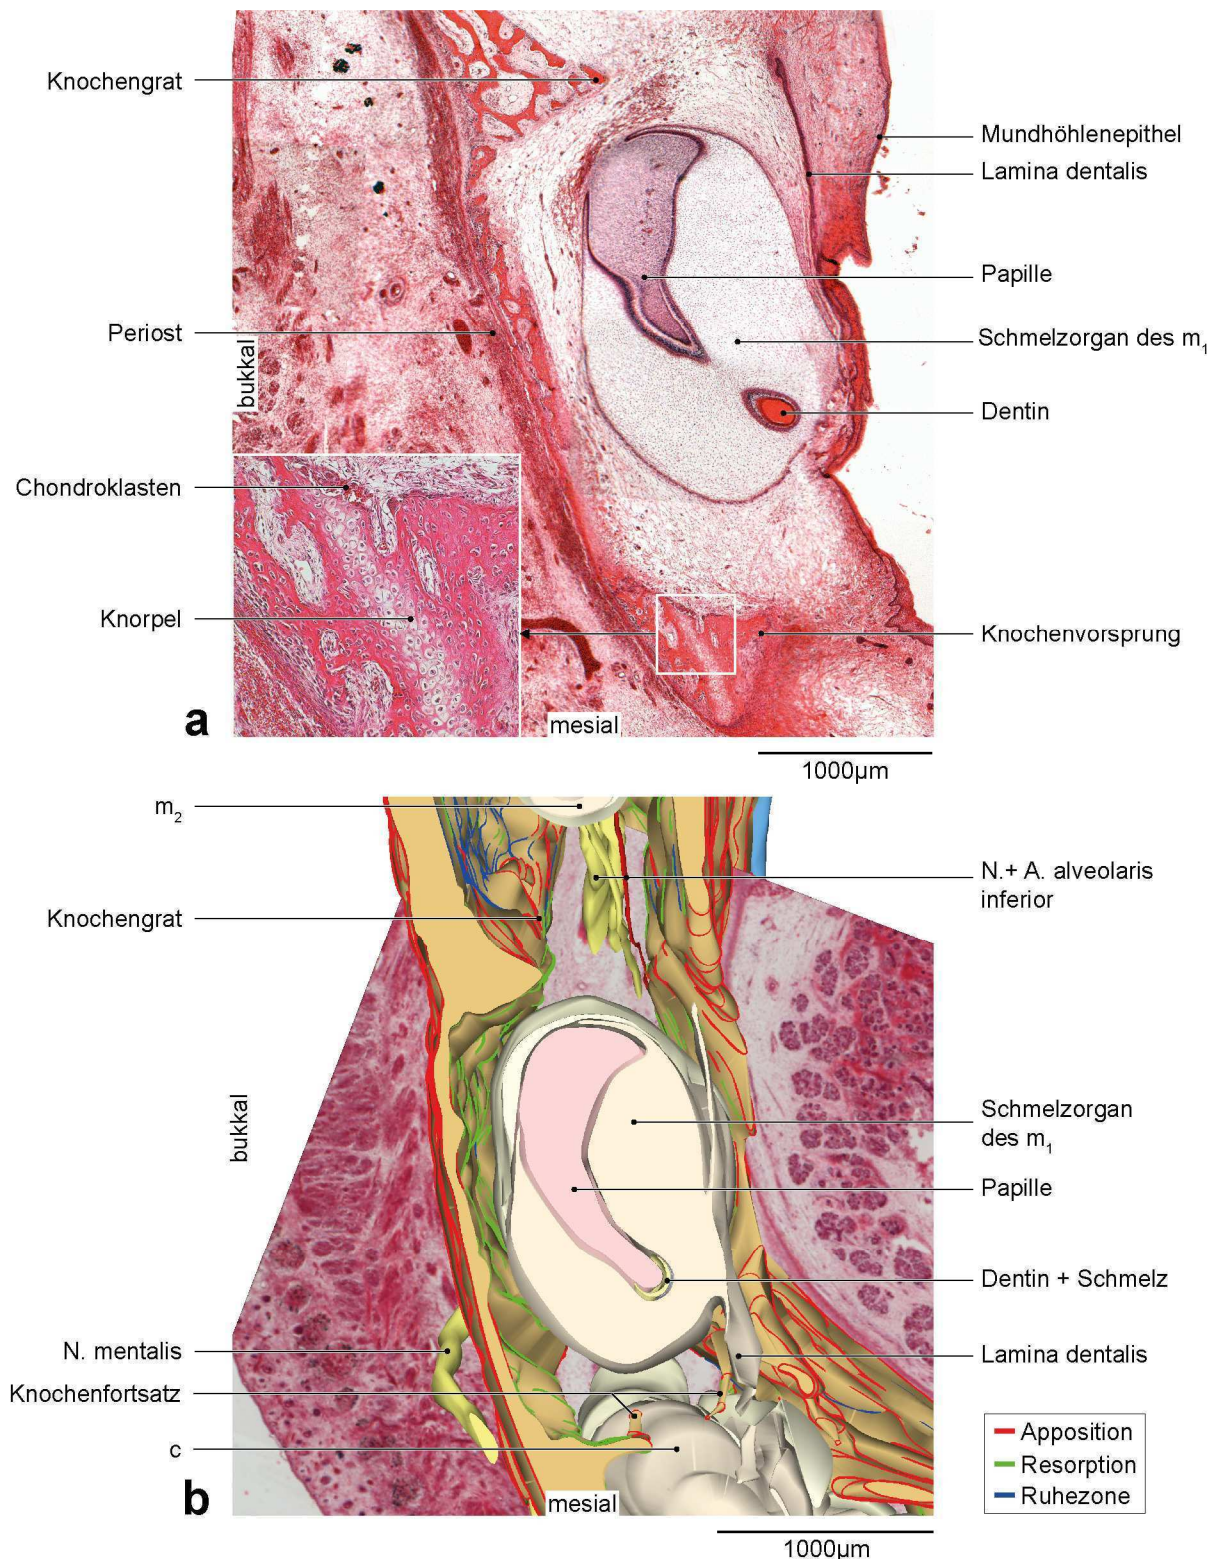 Knochengrat
Mundhöhlenepithel
Lamina dentalis
Papille
Periost
Schmelzorgan des m₁
bukkal
Dentin
Chondroklasten
Knorpel
Knochenvorsprung
a
mesial
1000µm
m₂
N.+ A. alveolaris
inferior
Knochengrat
bukkal
Schmelzorgan
des m₁
Papille
Dentin + Schmelz
N. mentalis
Lamina dentalis
Knochenfortsatz
c
Apposition
Resorption
Ruhezone
b
mesial
1000µm